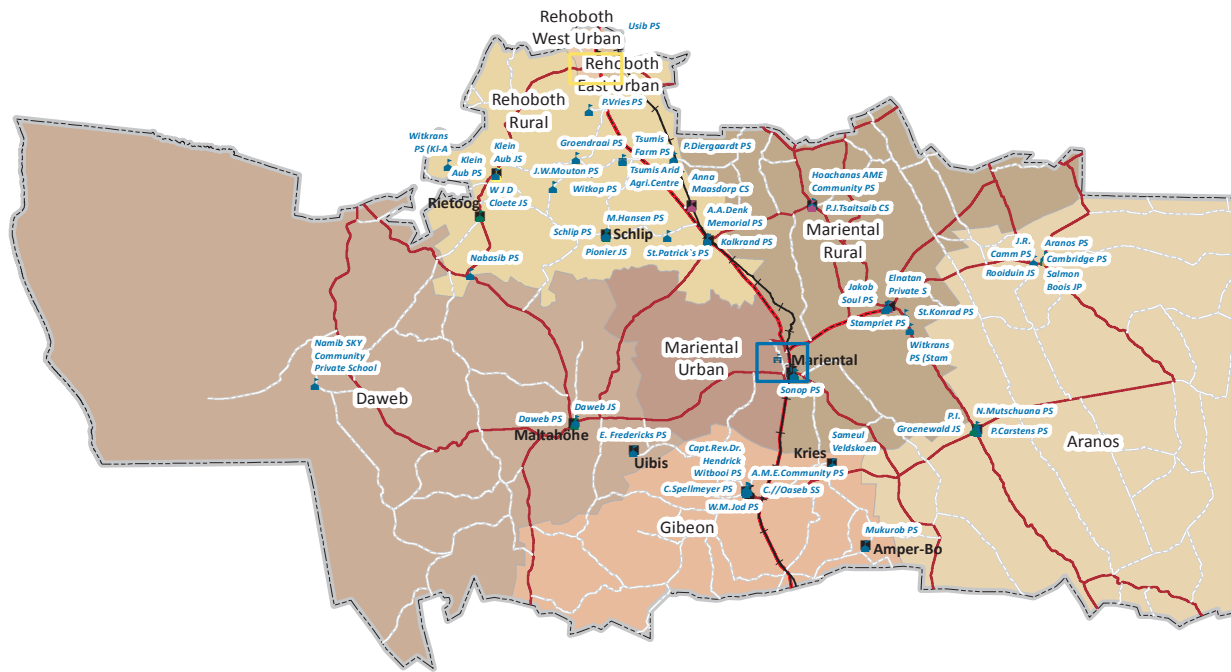 Rehoboth
West Urban
Usib PS
Rehoboth
East Urban
Rehoboth
Rural
P.Vries PS
Witkrans
PS (Kl-A
Klein
Aub PS
Klein
Aub JS
Groendraai PS
Tsumis
Farm PS
P.Diergaardt PS
J.W.Mouton PS
Tsumis Arid
Agri.Centre
Anna
Maasdorp CS
Hoachanas AME
Community PS
W J D
Cloete JS
Witkop PS
Rietoog
P.J.Tsaitsaib CS
M.Hansen PS
A.A.Denk
Memorial PS
Schlip PS
Schlip
Mariental
Rural
Pionier JS
St.Patrick`s PS
Kalkrand PS
J.R.
Camm PS
Aranos PS
Cambridge PS
Rooiduin JS
Salmon
Boois JP
Nabasib PS
Jakob
Soul PS
Elnatan
Private S
St.Konrad PS
Stampriet PS
Witkrans
PS (Stam
Namib SKY
Community
Private School
Mariental
Urban
Mariental
Sonop PS
Daweb
Daweb JS
Daweb PS
Maltahohe
P.I.
Groenewald JS
N.Mutschuana PS
P.Carstens PS
Aranos
E. Fredericks PS
Uibis
Capt.Rev.Dr.
Hendrick
Witbooi PS
Sameul
Veldskoen
Kries
A.M.E.Community PS
C.Spellmeyer PS
C.//Oaseb SS
W.M.Jod PS
Gibeon
Mukurob PS
Amper-Bo